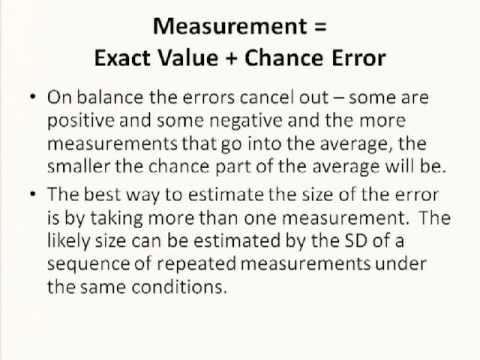 Measurement =
Exact Value + Chance Error
• On balance the errors cancel out – some are
positive and some negative and the more
measurements that go into the average, the
smaller the chance part of the average will be.
• The best way to estimate the size of the error
is by taking more than one measurement.  The
likely size can be estimated by the SD of a
sequence of repeated measurements under
the same conditions.